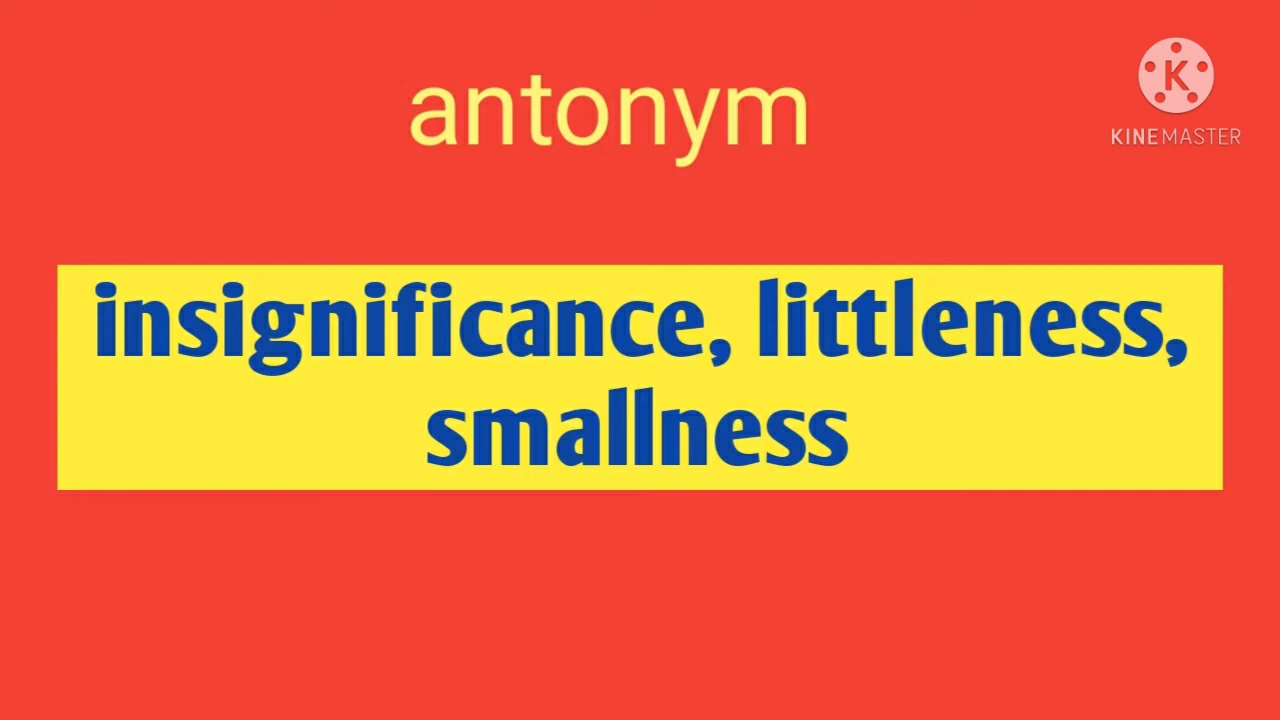 antonym
K
KINEMASTER
insignificance, littleness,
smallness